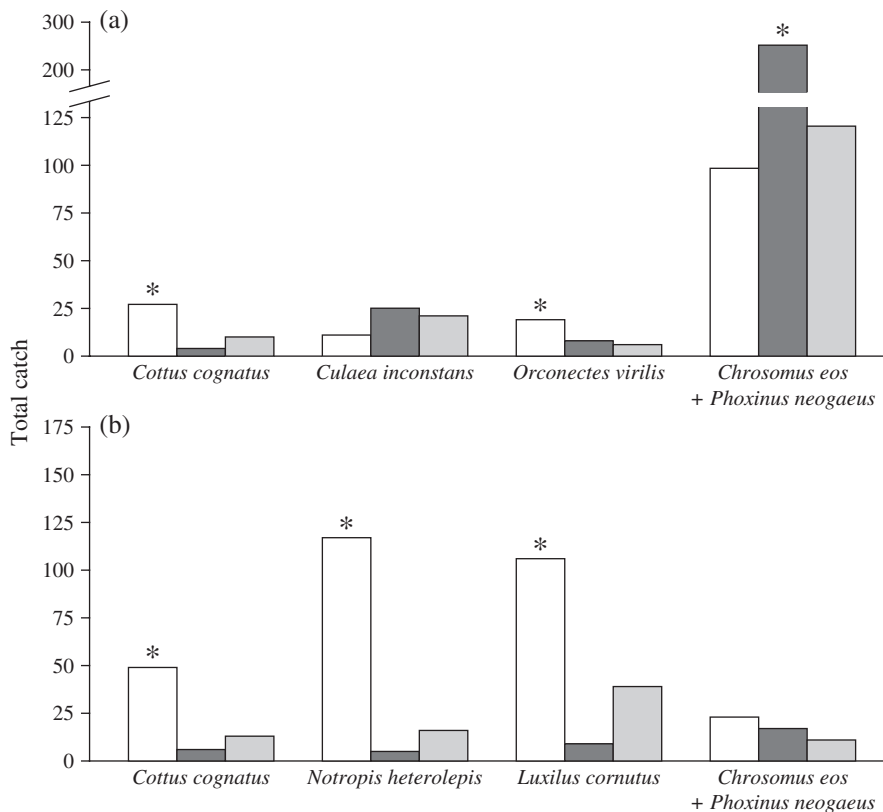 (a)
300
200
125
100
75
50
25
0
*
*
*
Cottus cognatus
Culaea inconstans
Orconectes virilis
Chrosomus eos
+ Phoxinus neogaeus
Total catch
(b)
175
150
125
100
75
50
25
0
*
*
*
Cottus cognatus
Notropis heterolepis
Luxilus cornutus
Chrosomus eos
+ Phoxinus neogaeus